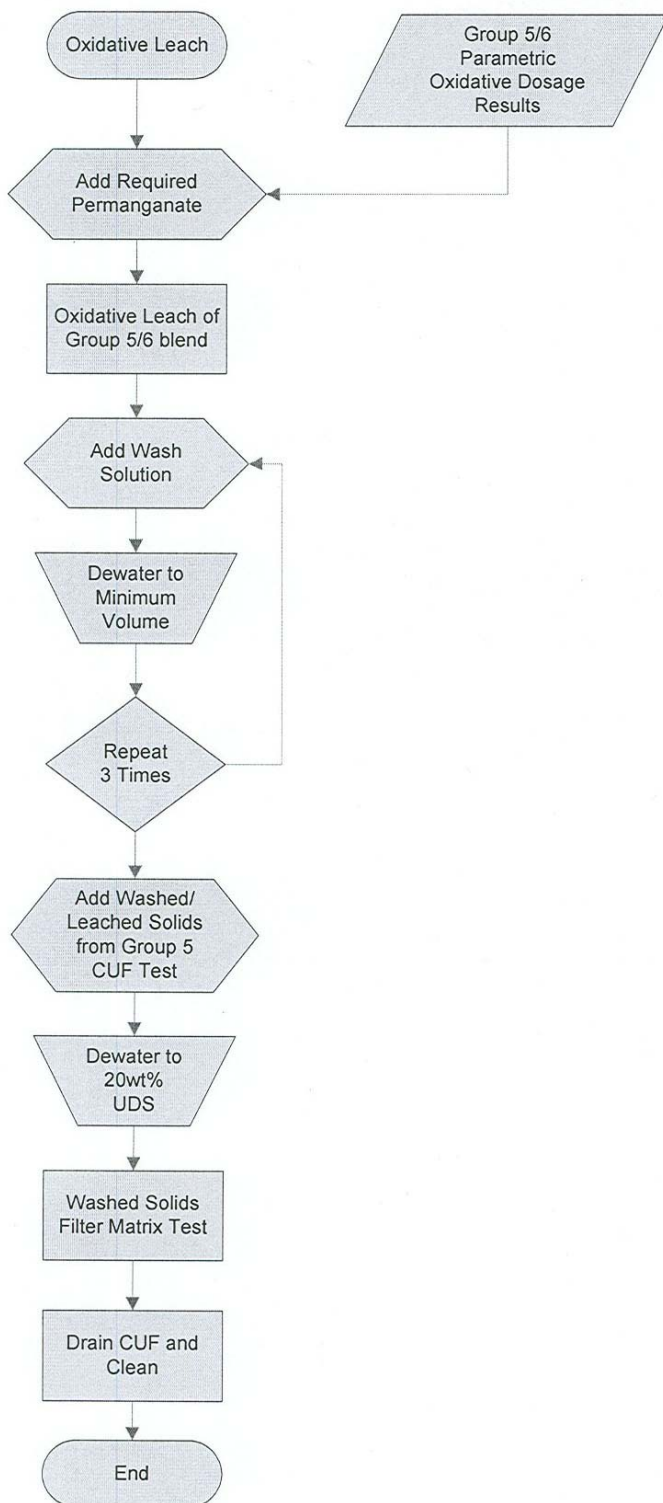 Oxidative Leach
Group 5/6
Parametric
Oxidative Dosage
Results
Add Required
Permanganate
Oxidative Leach of
Group 5/6 blend
Add Wash
Solution
Dewater to
Minimum
Volume
Repeat
3 Times
Add Washed/
Leached Solids
from Group 5
CUF Test
Dewater to
20wt%
UDS
Washed Solids
Filter Matrix Test
Drain CUF and
Clean
End